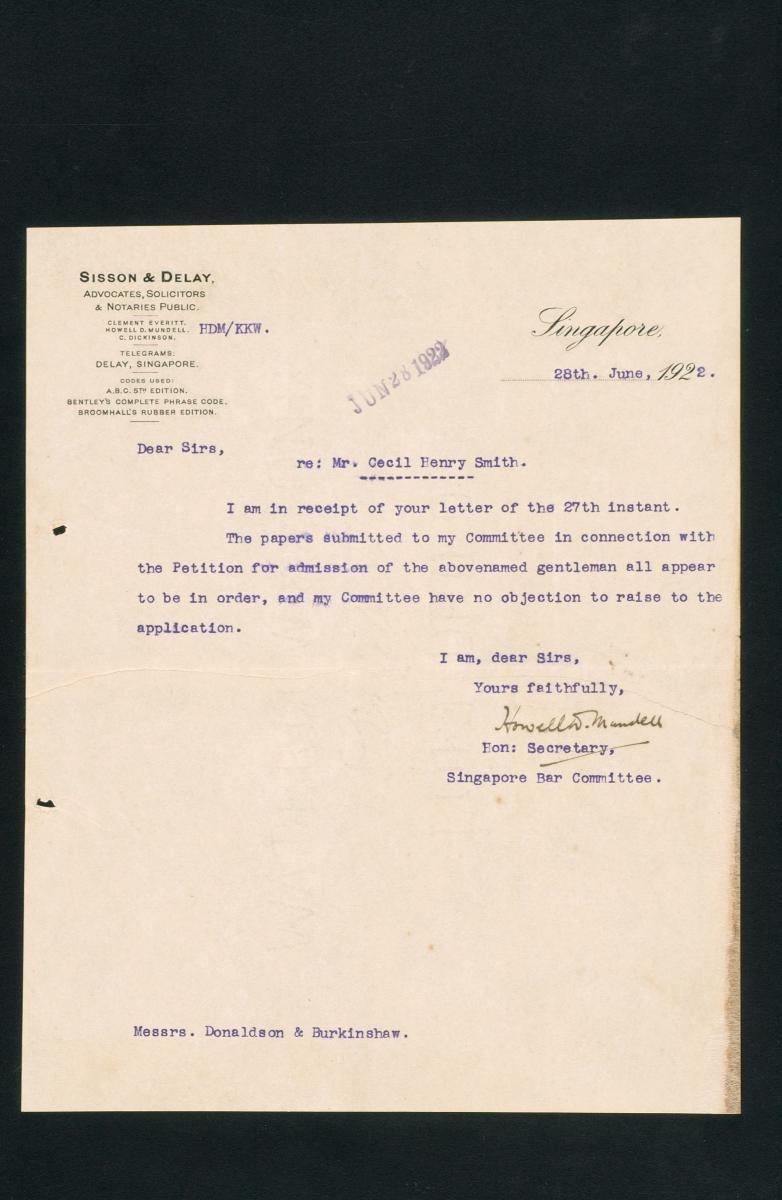 SISSON & DELAY,
ADVOCATES, SOLICITORS
& NOTARIES PUBLIC.
CLEMENT EVERITT.
HOWELL D. MUNDELL.
C. DICKINSON.
HDM/KKW.
TELEGRAMS:
DELAY, SINGAPORE.
CODES USED:
A.B.C. 5TH EDITION.
BENTLEY'S COMPLETE PHRASE CODE.
BROOMHALL'S RUBBER EDITION.
JUN 28 1922
Singapore,
28th. June, 1922.
Dear Sirs,
re: Mr. Cecil Henry Smith.
I am in receipt of your letter of the 27th instant.
The papers submitted to my Committee in connection with
the Petition for admission of the abovenamed gentleman all appear
to be in order, and my Committee have no objection to raise to the
application.
I am, dear Sirs,
Yours faithfully,
Howell D. Mundell
Hon: Secretary,
Singapore Bar Committee.
Messrs. Donaldson & Burkinshaw.